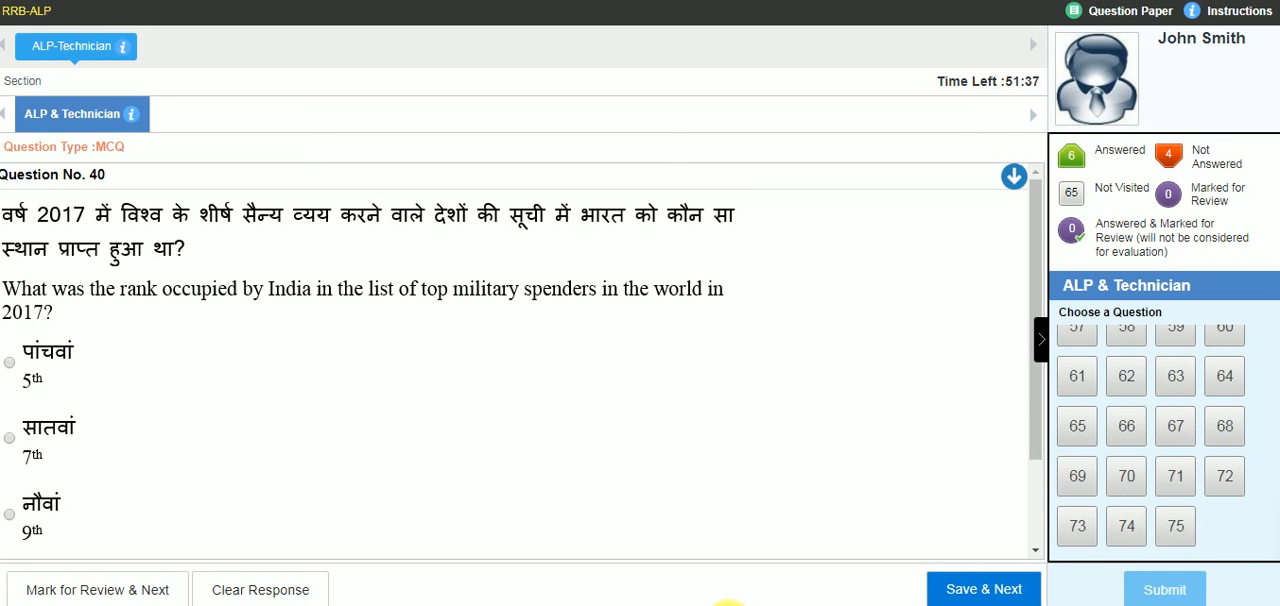 RRB-ALP
Question Paper
Instructions
ALP-Technician
John Smith
Section
Time Left :51:37
ALP & Technician
Question Type :MCQ
Question No. 40
वर्ष 2017 में विश्व के शीर्ष सैन्य व्यय करने वाले देशों की सूची में भारत को कौन सा
स्थान प्राप्त हुआ था?
What was the rank occupied by India in the list of top military spenders in the world in
2017?
पांचवां
5th
सातवां
7th
नौवां
9th
Mark for Review & Next
Clear Response
Save & Next
6 Answered
4 Not
Answered
65 Not Visited
0 Marked for
Review
0 Answered & Marked for
Review (will not be considered
for evaluation)
ALP & Technician
Choose a Question
57 58 59 60
61 62 63 64
65 66 67 68
69 70 71 72
73 74 75
Submit